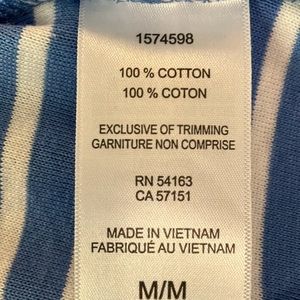 1574598
100 % COTTON
100 % COTON
EXCLUSIVE OF TRIMMING
GARNITURE NON COMPRISE
RN 54163
CA 57151
MADE IN VIETNAM
FABRIQUÉ AU VIETNAM
M/M